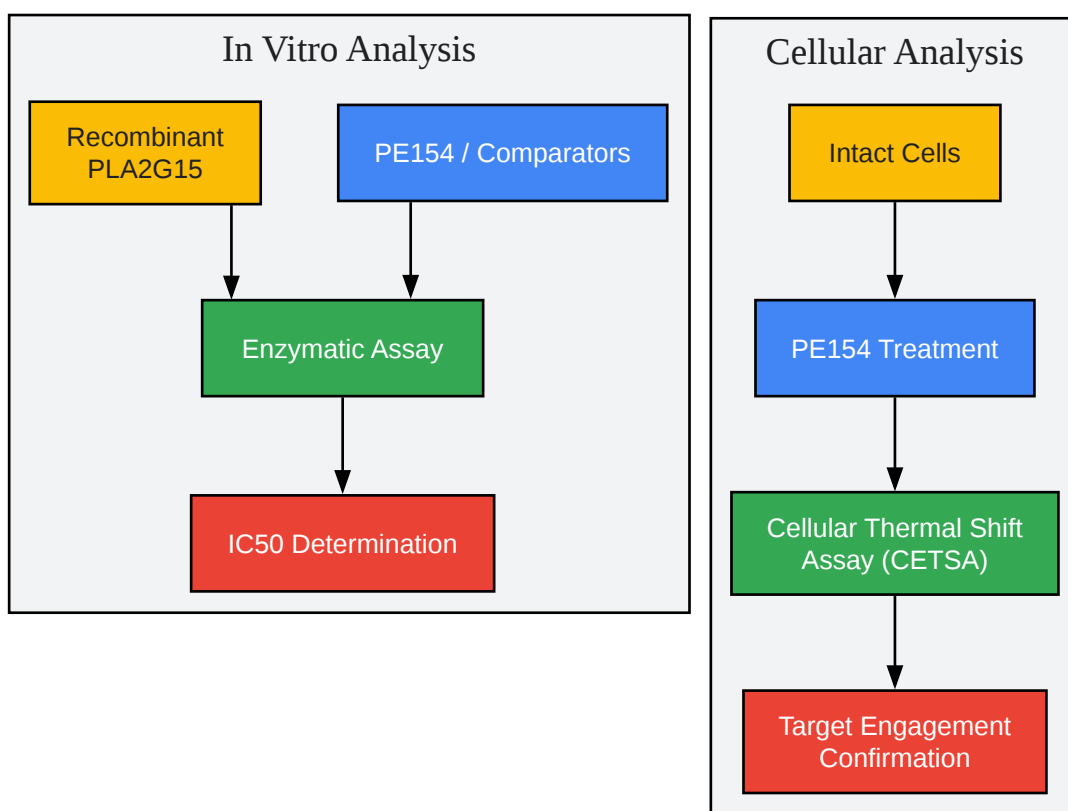 In Vitro Analysis
Recombinant
PLA2G15
PE154 / Comparators
Enzymatic Assay
IC50 Determination
Cellular Analysis
Intact Cells
PE154 Treatment
Cellular Thermal Shift
Assay (CETSA)
Target Engagement
Confirmation